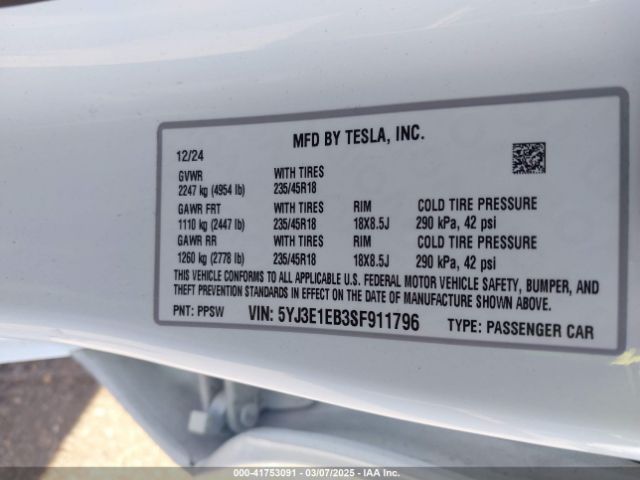 MFD BY TESLA, INC.
12/24
GVWR WITH TIRES
2247 kg (4954 lb) 235/45R18
GAWR FRT WITH TIRES RIM COLD TIRE PRESSURE
1110 kg (2447 lb) 235/45R18 18X8.5J 290 kPa, 42 psi
GAWR RR WITH TIRES RIM COLD TIRE PRESSURE
1260 kg (2778 lb) 235/45R18 18X8.5J 290 kPa, 42 psi
THIS VEHICLE CONFORMS TO ALL APPLICABLE U.S. FEDERAL MOTOR VEHICLE SAFETY, BUMPER, AND
THEFT PREVENTION STANDARDS IN EFFECT ON THE DATE OF MANUFACTURE SHOWN ABOVE.
PNT: PPSW VIN: 5YJ3E1EB3SF911796 TYPE: PASSENGER CAR
000-41753091 - 03/07/2025 - IAA Inc.